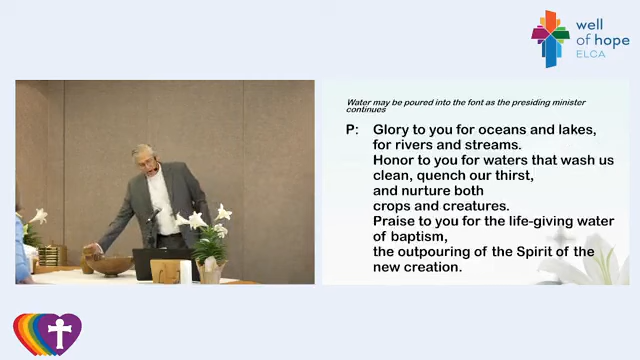 well
of hope
ELCA
Water may be poured into the font as the presiding minister
continues
P: Glory to you for oceans and lakes,
for rivers and streams.
Honor to you for waters that wash us
clean, quench our thirst,
and nurture both
crops and creatures.
Praise to you for the life-giving water
of baptism,
the outpouring of the Spirit of the
new creation.